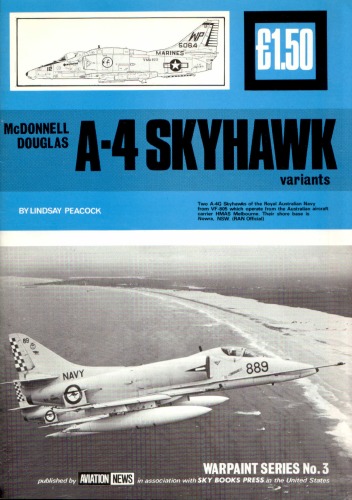 WP
5064
MARINES
£1.50
McDONNELL
DOUGLAS
A-4 SKYHAWK
variants
BY LINDSAY PEACOCK
Two A-4G Skyhawks of the Royal Australian Navy
from VF-805 which operate from the Australian aircraft
carrier HMAS Melbourne. Their shore base is
Nowra, NSW. (RAN Official)
89
NAVY
889
WARPAINT SERIES No. 3
published by AVIATION NEWS in association with SKY BOOKS PRESS in the United States